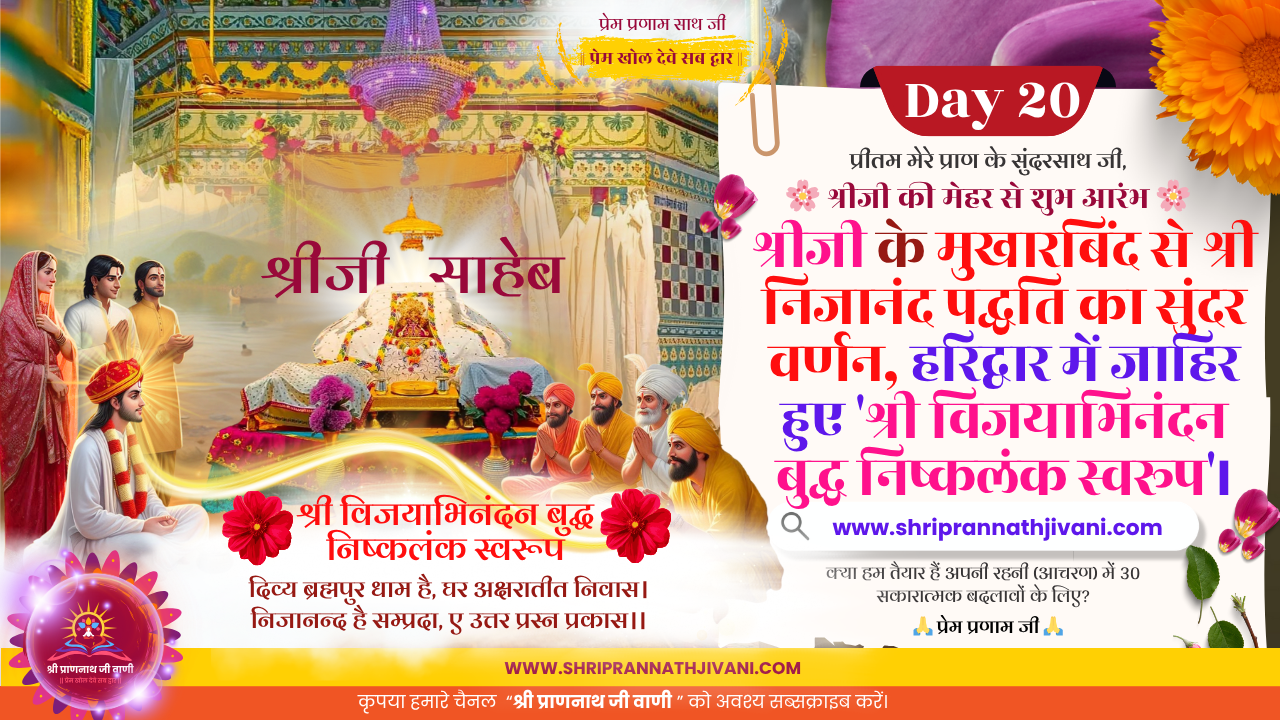 प्रेम प्रणाम साथ जी
॥ प्रेम खोल देवे सब द्वार ॥
श्रीजी साहेब
श्री विजयाभिनंदन बुद्ध
निष्कलंक स्वरूप
दिव्य ब्रह्मपुर धाम है, घर अक्षरातीत निवास।
निजानन्द है सम्प्रदा, ए उत्तर प्रस्न प्रकास।।
Day 20
प्रीतम मेरे प्राण के सुंदरसाथ जी,
🌸 श्रीजी की मेहर से शुभ आरंभ 🌸
श्रीजी के मुखारबिंद से श्री
निजानंद पद्धति का सुंदर
वर्णन, हरिद्वार में जाहिर
हुए 'श्री विजयाभिनंदन
बुद्ध निष्कलंक स्वरूप'।
www.shriprannathjivani.com
क्या हम तैयार हैं अपनी रहनी (आचरण) में 30
सकारात्मक बदलावों के लिए?
🙏 प्रेम प्रणाम जी 🙏
श्री प्राणनाथ जी वाणी
|| प्रेम खोल देवे सब द्वार ||
WWW.SHRIPRANNATHJIVANI.COM
कृपया हमारे चैनल “श्री प्राणनाथ जी वाणी ” को अवश्य सब्सक्राइब करें।